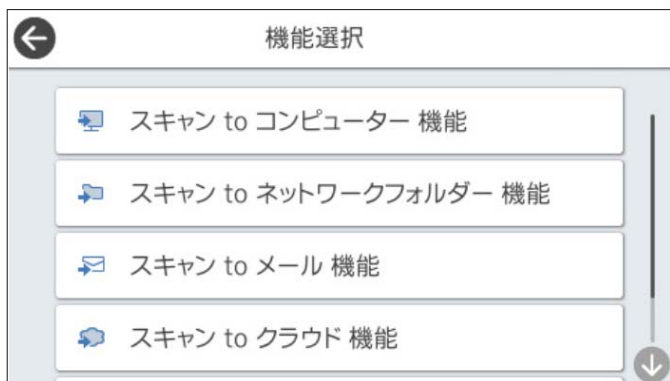 機能選択
スキャン to コンピューター 機能
スキャン to ネットワークフォルダー 機能
スキャン to メール 機能
スキャン to クラウド 機能